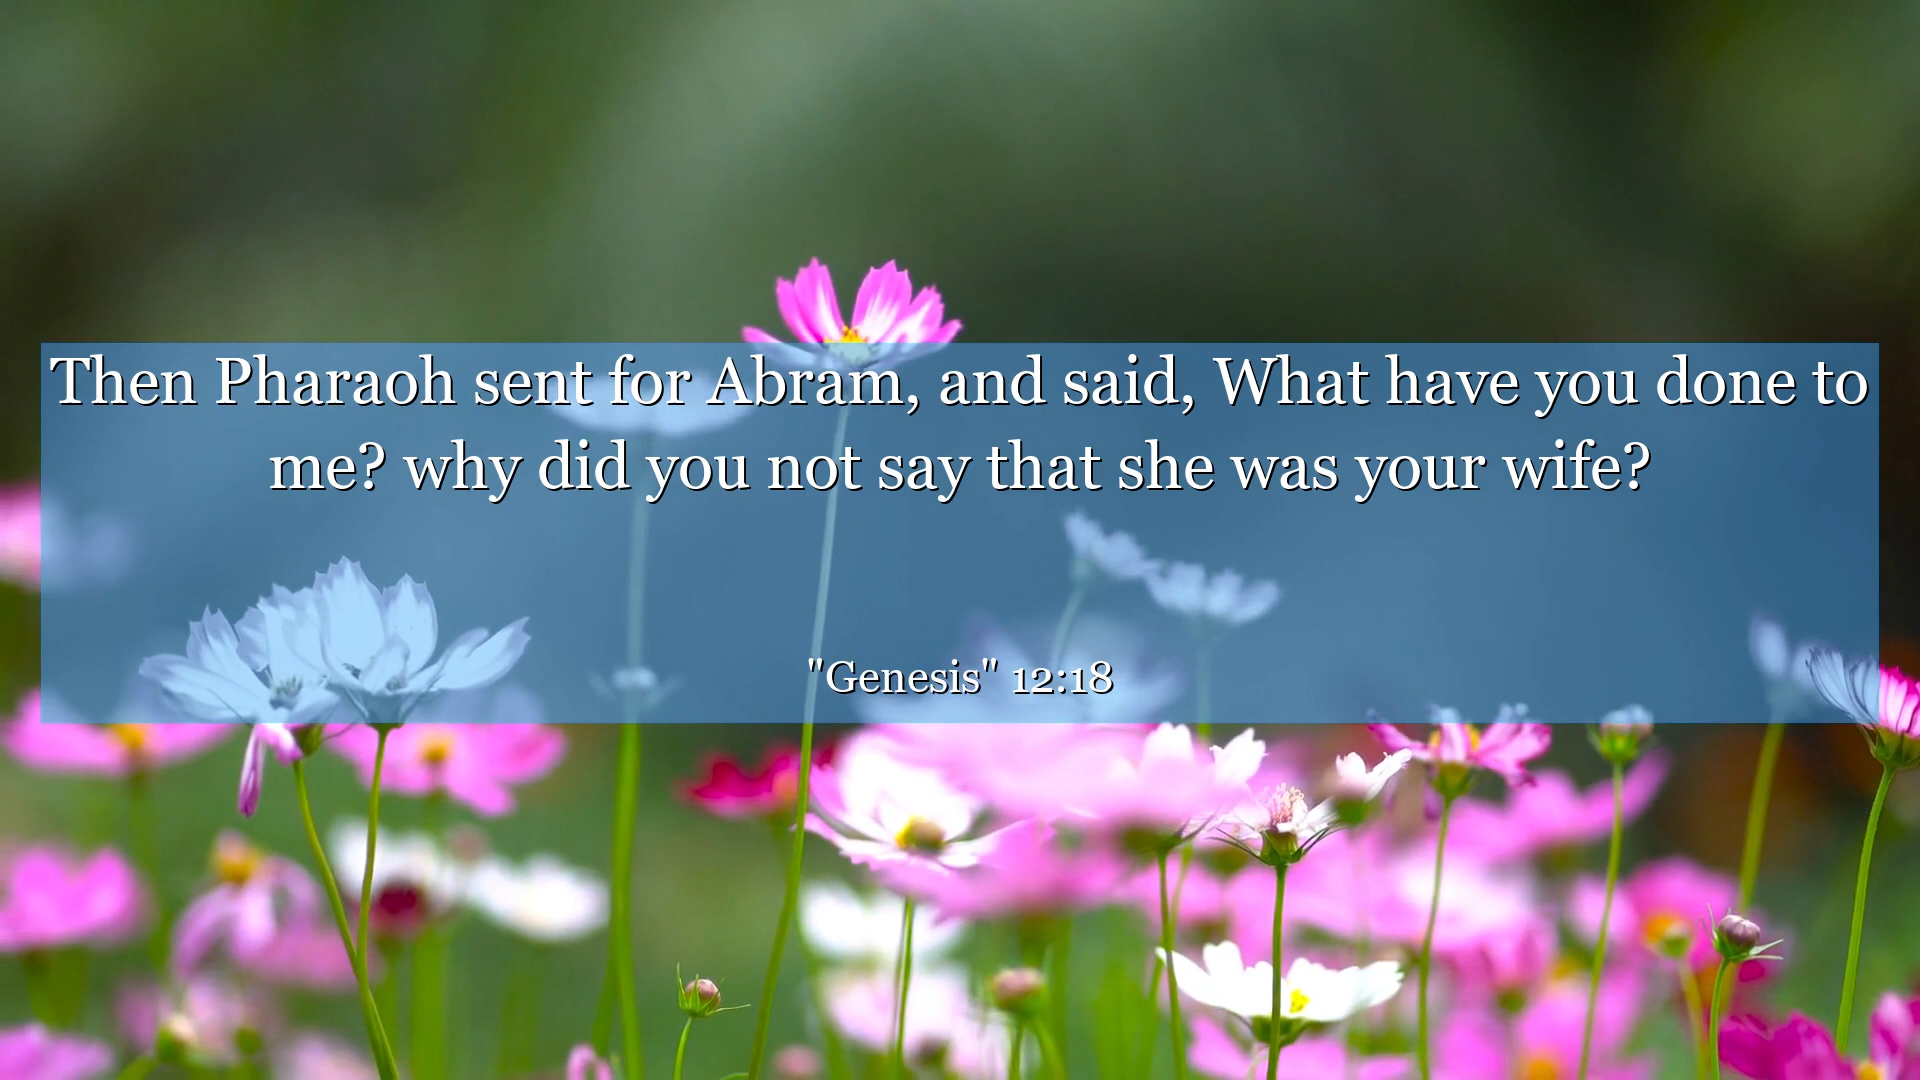 Then Pharaoh sent for Abram, and said, What have you done to
me? why did you not say that she was your wife?
"Genesis" 12:18